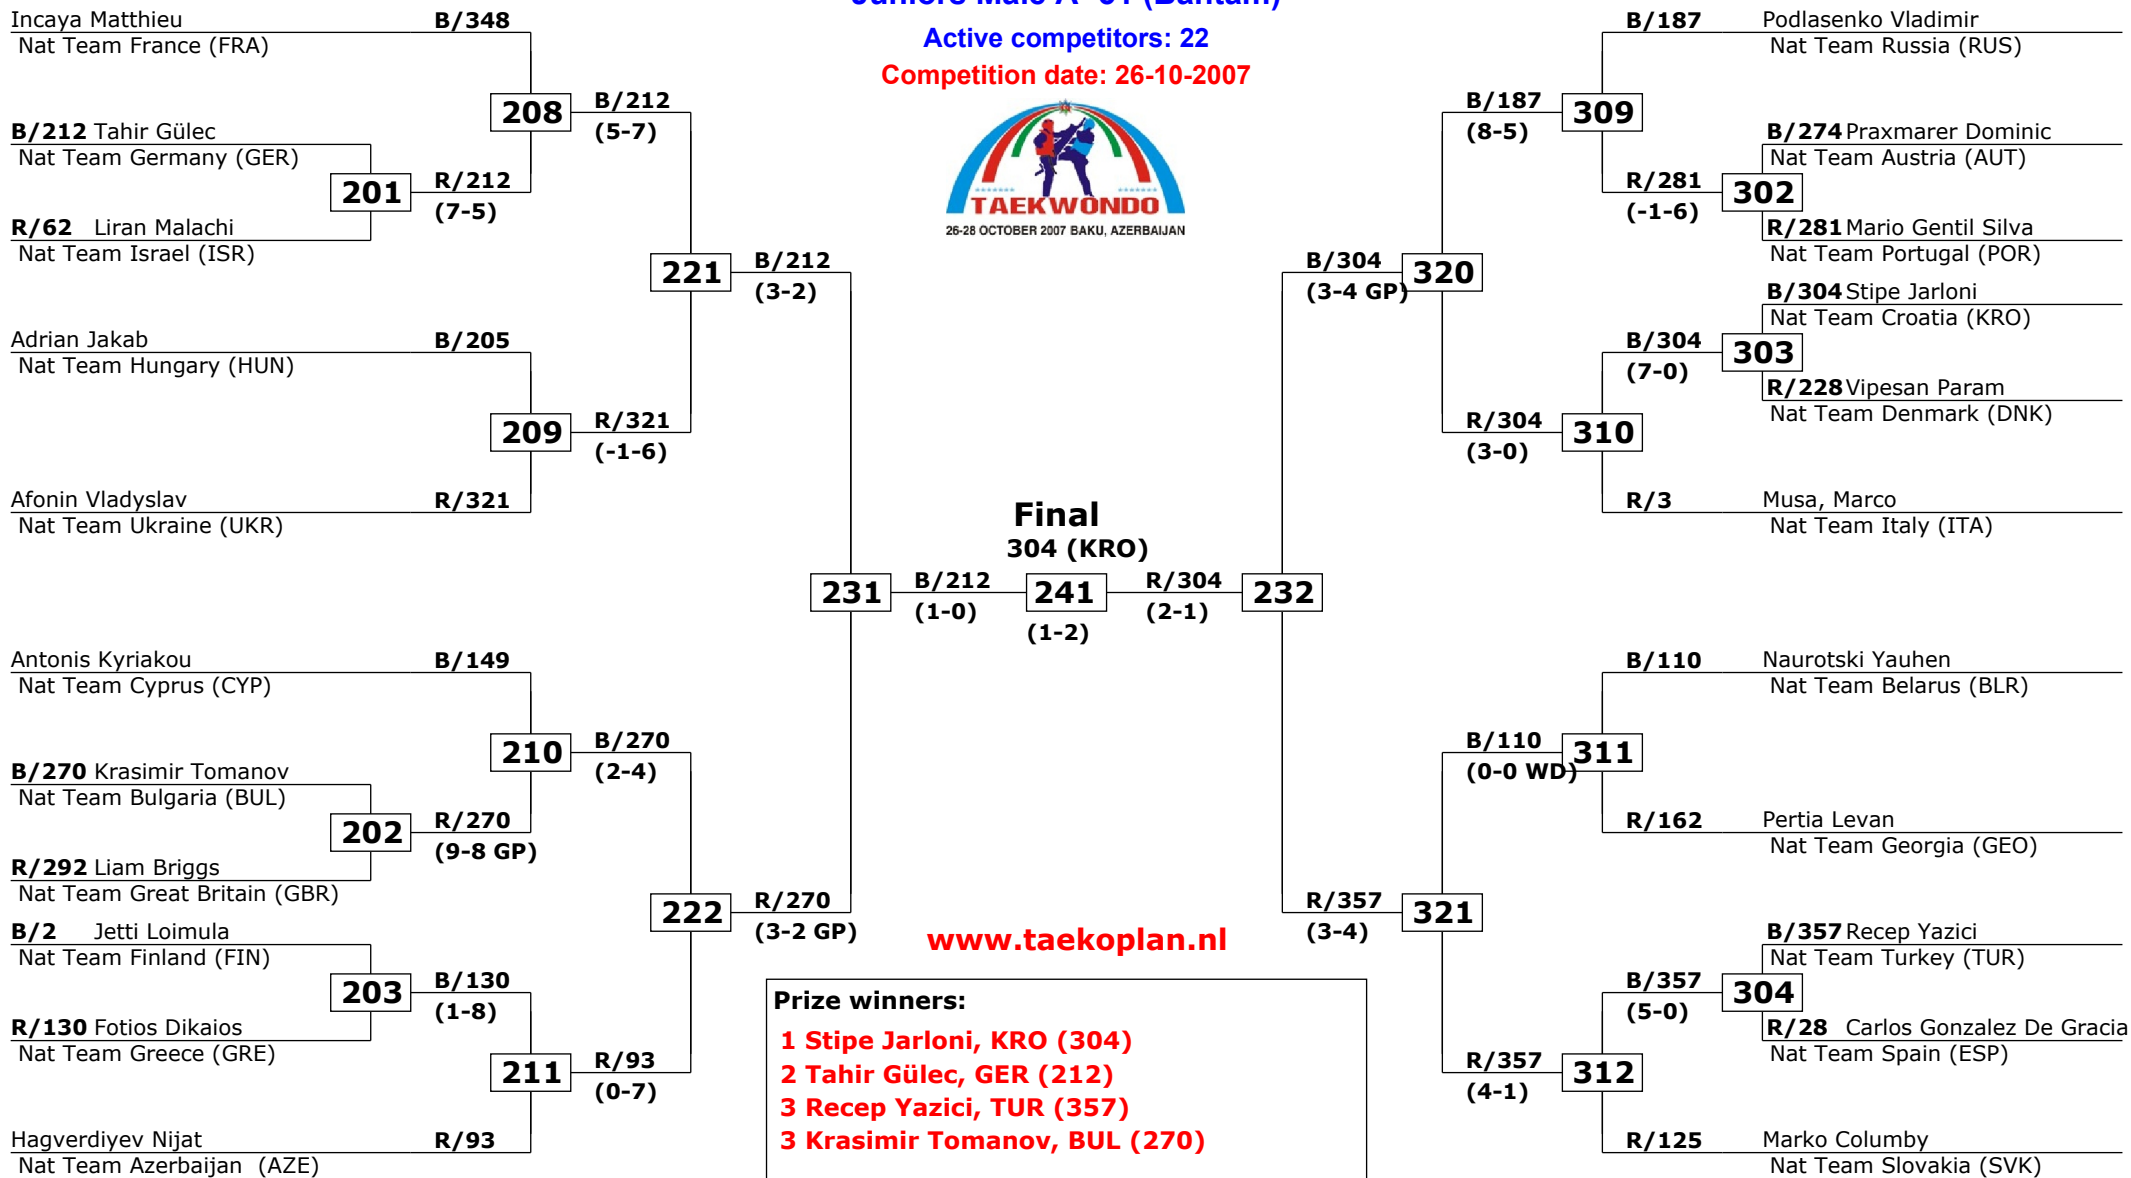 Juniors Male A -51 (Bantam)
Active competitors: 22
Competition date: 26-10-2007
TAEKWONDO
26-28 OCTOBER 2007 BAKU, AZERBAIJAN
Incaya Matthieu B/348
Nat Team France (FRA)
208
B/212
(5-7)
B/212 Tahir Gülec
Nat Team Germany (GER)
201
R/212
(7-5)
R/62 Liran Malachi
Nat Team Israel (ISR)
221
B/212
(3-2)
Adrian Jakab B/205
Nat Team Hungary (HUN)
209
R/321
(-1-6)
Afonin Vladyslav R/321
Nat Team Ukraine (UKR)
231
B/212
(1-0)
Antonis Kyriakou B/149
Nat Team Cyprus (CYP)
210
B/270
(2-4)
B/270 Krasimir Tomanov
Nat Team Bulgaria (BUL)
202
R/270
(9-8 GP)
R/292 Liam Briggs
Nat Team Great Britain (GBR)
222
R/270
(3-2 GP)
B/2 Jetti Loimula
Nat Team Finland (FIN)
203
B/130
(1-8)
R/130 Fotios Dikaios
Nat Team Greece (GRE)
211
R/93
(0-7)
Hagverdiyev Nijat R/93
Nat Team Azerbaijan (AZE)
Final
304 (KRO)
241
(1-2)
R/304
(2-1)
232
B/187 Podlasenko Vladimir
Nat Team Russia (RUS)
B/187
(8-5)
309
B/274 Praxmarer Dominic
Nat Team Austria (AUT)
R/281
(-1-6)
302
R/281 Mario Gentil Silva
Nat Team Portugal (POR)
B/304
(3-4 GP)
320
B/304 Stipe Jarloni
Nat Team Croatia (KRO)
B/304
(7-0)
303
R/228 Vipesan Param
Nat Team Denmark (DNK)
R/304
(3-0)
310
R/3 Musa, Marco
Nat Team Italy (ITA)
B/110 Naurotski Yauhen
Nat Team Belarus (BLR)
B/110
(0-0 WD)
311
R/162 Pertia Levan
Nat Team Georgia (GEO)
R/357
(3-4)
321
B/357 Recep Yazici
Nat Team Turkey (TUR)
B/357
(5-0)
304
R/28 Carlos Gonzalez De Gracia
Nat Team Spain (ESP)
R/357
(4-1)
312
R/125 Marko Columby
Nat Team Slovakia (SVK)
www.taekoplan.nl
Prize winners:
1 Stipe Jarloni, KRO (304)
2 Tahir Gülec, GER (212)
3 Recep Yazici, TUR (357)
3 Krasimir Tomanov, BUL (270)